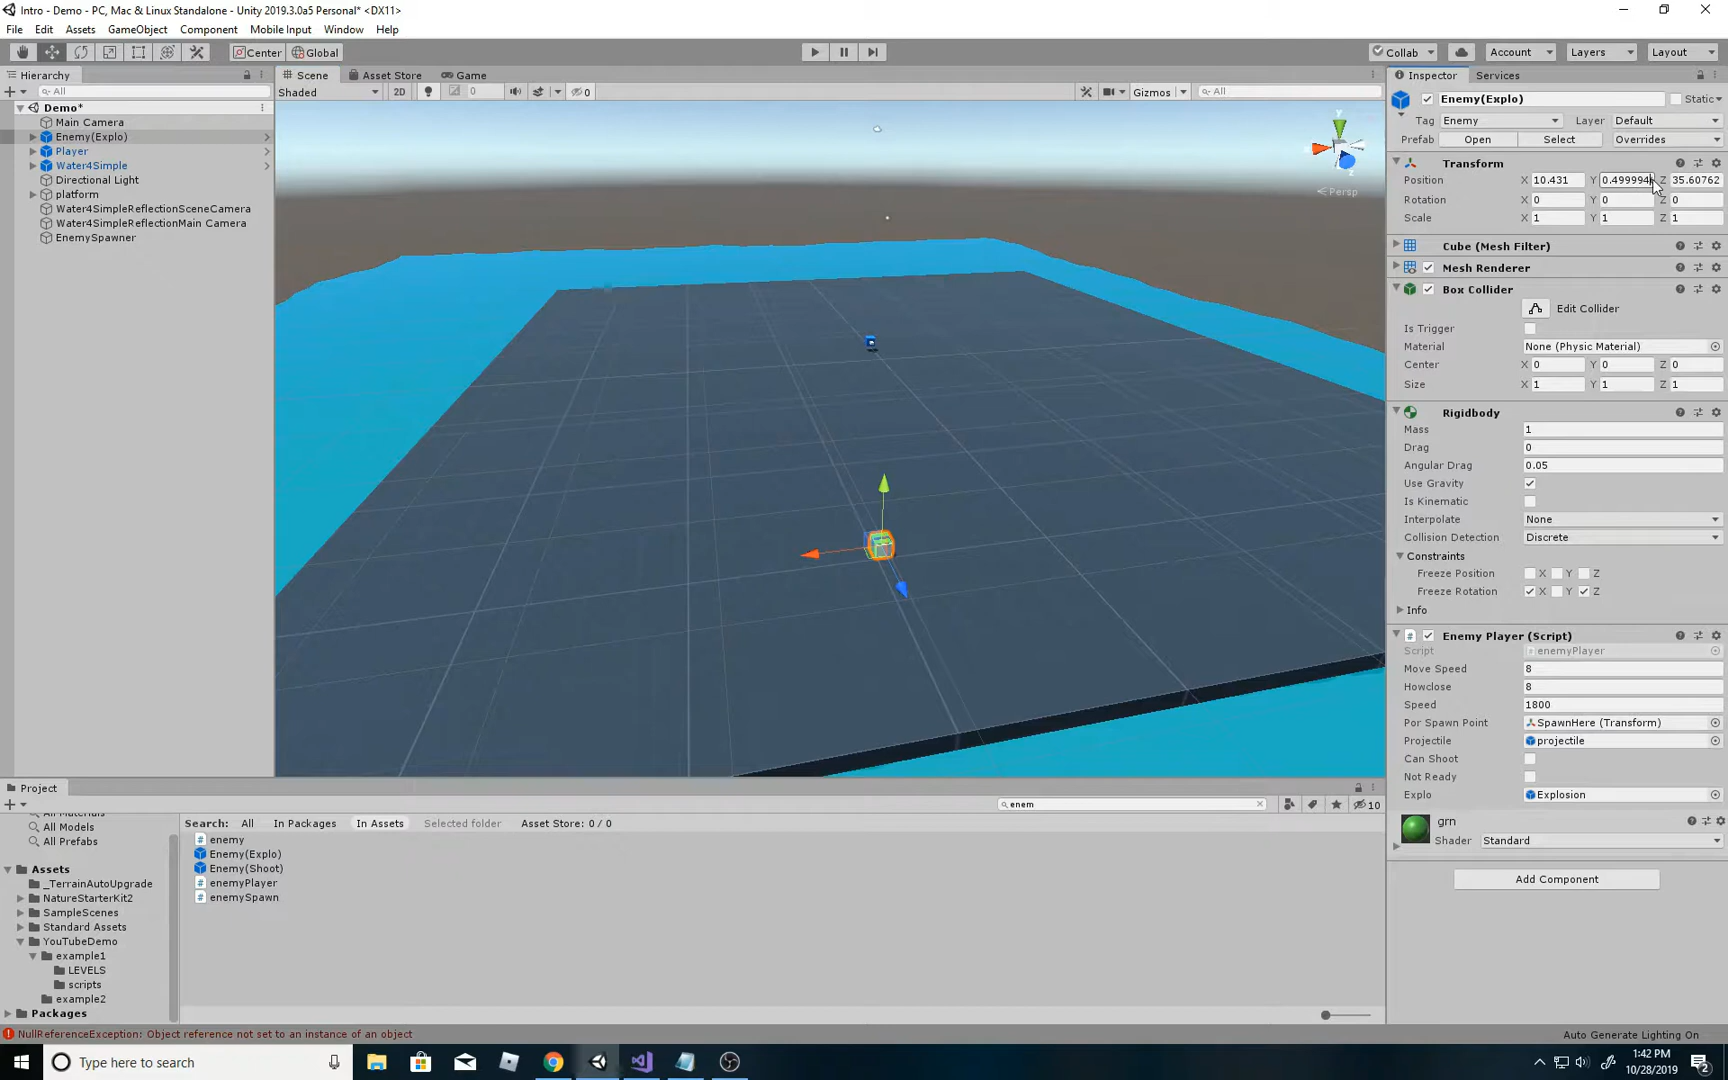 Intro - Demo - PC, Mac & Linux Standalone - Unity 2019.3.0a5 Personal* <DX11>
File Edit Assets GameObject Component Mobile Input Window Help
Center Global Collab Account Layers Layout
Hierarchy
All
Demo*
Main Camera
Enemy(Explo)
Player
Water4Simple
Directional Light
platform
Water4SimpleReflectionSceneCamera
Water4SimpleReflectionMain Camera
EnemySpawner
Scene Asset Store Game
Shaded 2D 0 0 Gizmos All
y
z
Persp
Inspector Services
Enemy(Explo) Static
Tag Enemy Layer Default
Prefab Open Select Overrides
Transform
Position X 10.431 Y 0.499994 Z 35.60762
Rotation X 0 Y 0 Z 0
Scale X 1 Y 1 Z 1
Cube (Mesh Filter)
Mesh Renderer
Box Collider
Edit Collider
Is Trigger
Material None (Physic Material)
Center X 0 Y 0 Z 0
Size X 1 Y 1 Z 1
Rigidbody
Mass 1
Drag 0
Angular Drag 0.05
Use Gravity
Is Kinematic
Interpolate None
Collision Detection Discrete
Constraints
Freeze Position X Y Z
Freeze Rotation X Y Z
Info
Enemy Player (Script)
Script enemyPlayer
Move Speed 8
Howclose 8
Speed 1800
Por Spawn Point SpawnHere (Transform)
Projectile projectile
Can Shoot
Not Ready
Explo Explosion
grn
Shader Standard
Add Component
Project
enem
10
All Materials
All Models
All Prefabs
Assets
_TerrainAutoUpgrade
NatureStarterKit2
SampleScenes
Standard Assets
YouTubeDemo
example1
LEVELS
scripts
example2
Packages
Search: All In Packages In Assets Selected folder Asset Store: 0 / 0
enemy
Enemy(Explo)
Enemy(Shoot)
enemyPlayer
enemySpawn
NullReferenceException: Object reference not set to an instance of an object
Auto Generate Lighting On
Type here to search
1:42 PM
10/28/2019
2